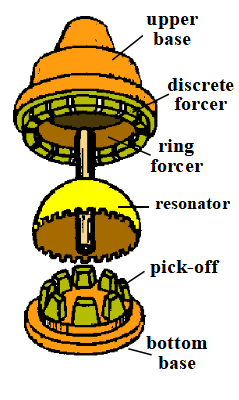 upper
base
discrete
forcer
ring
forcer
resonator
pick-off
bottom
base